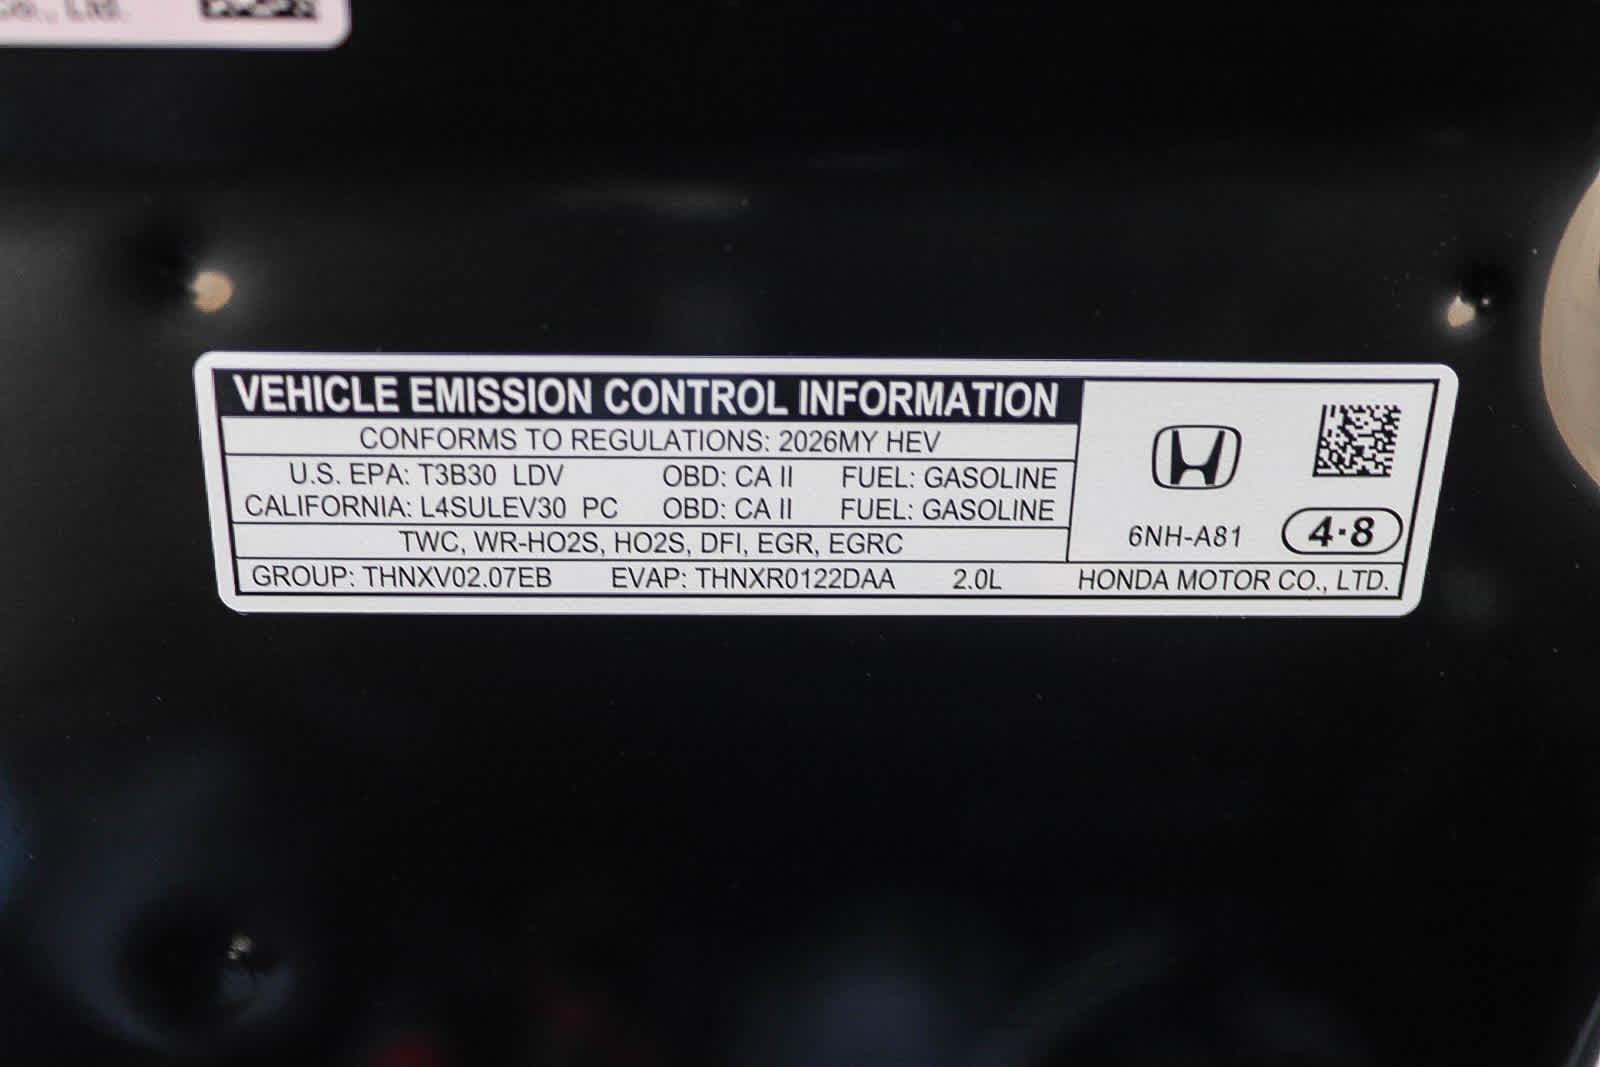 Co., Ltd.
VEHICLE EMISSION CONTROL INFORMATION
CONFORMS TO REGULATIONS: 2026MY HEV
U.S. EPA: T3B30 LDV OBD: CA II FUEL: GASOLINE
CALIFORNIA: L4SULEV30 PC OBD: CA II FUEL: GASOLINE
TWC, WR-HO2S, HO2S, DFI, EGR, EGRC
GROUP: THNXV02.07EB EVAP: THNXR0122DAA 2.0L HONDA MOTOR CO., LTD.
6NH-A81 4·8